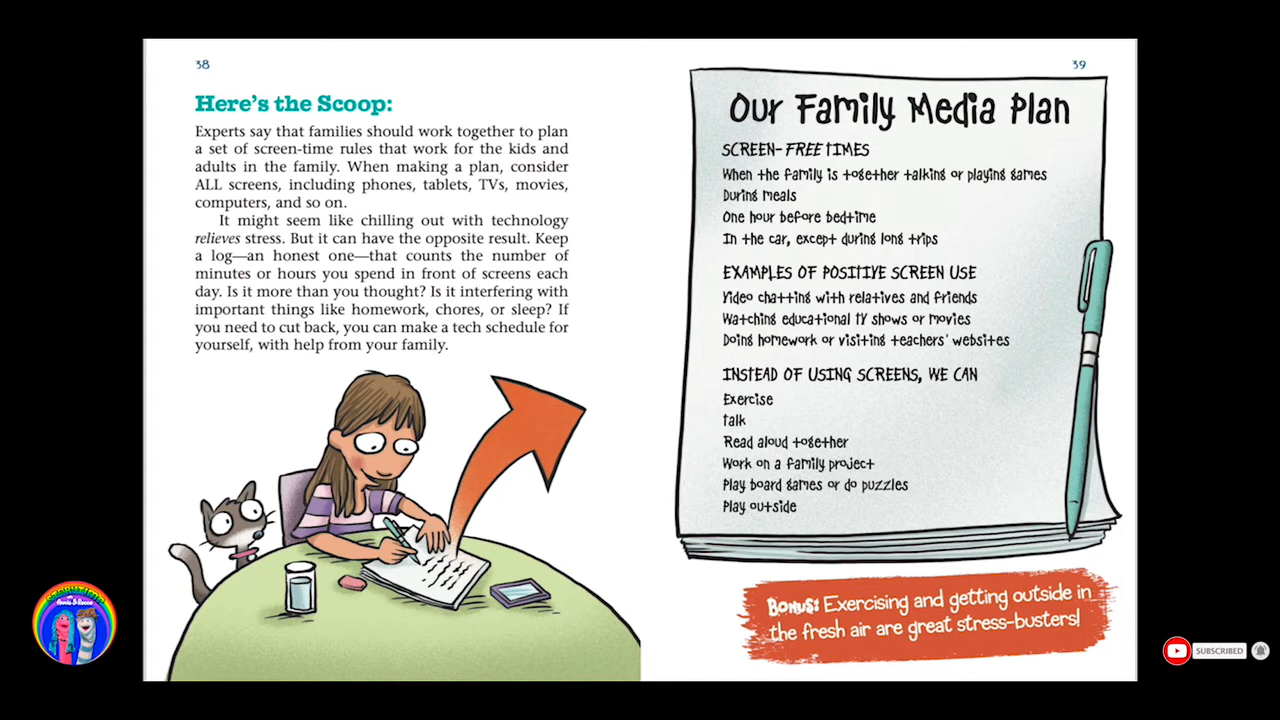 38
Here's the Scoop:
Experts say that families should work together to plan
a set of screen-time rules that work for the kids and
adults in the family. When making a plan, consider
ALL screens, including phones, tablets, TVs, movies,
computers, and so on.
It might seem like chilling out with technology
relieves stress. But it can have the opposite result. Keep
a log—an honest one—that counts the number of
minutes or hours you spend in front of screens each
day. Is it more than you thought? Is it interfering with
important things like homework, chores, or sleep? If
you need to cut back, you can make a tech schedule for
yourself, with help from your family.
39
Our Family Media Plan
SCREEN-FREE TIMES
When the family is together talking or playing games
During meals
One hour before bedtime
In the car, except during long trips
EXAMPLES OF POSITIVE SCREEN USE
Video chatting with relatives and friends
Watching educational TV shows or movies
Doing homework or visiting teachers' websites
INSTEAD OF USING SCREENS, WE CAN
Exercise
Talk
Read aloud together
Work on a family project
Play board games or do puzzles
Play outside
BONUS: Exercising and getting outside in
the fresh air are great stress-busters!
SUBSCRIBED